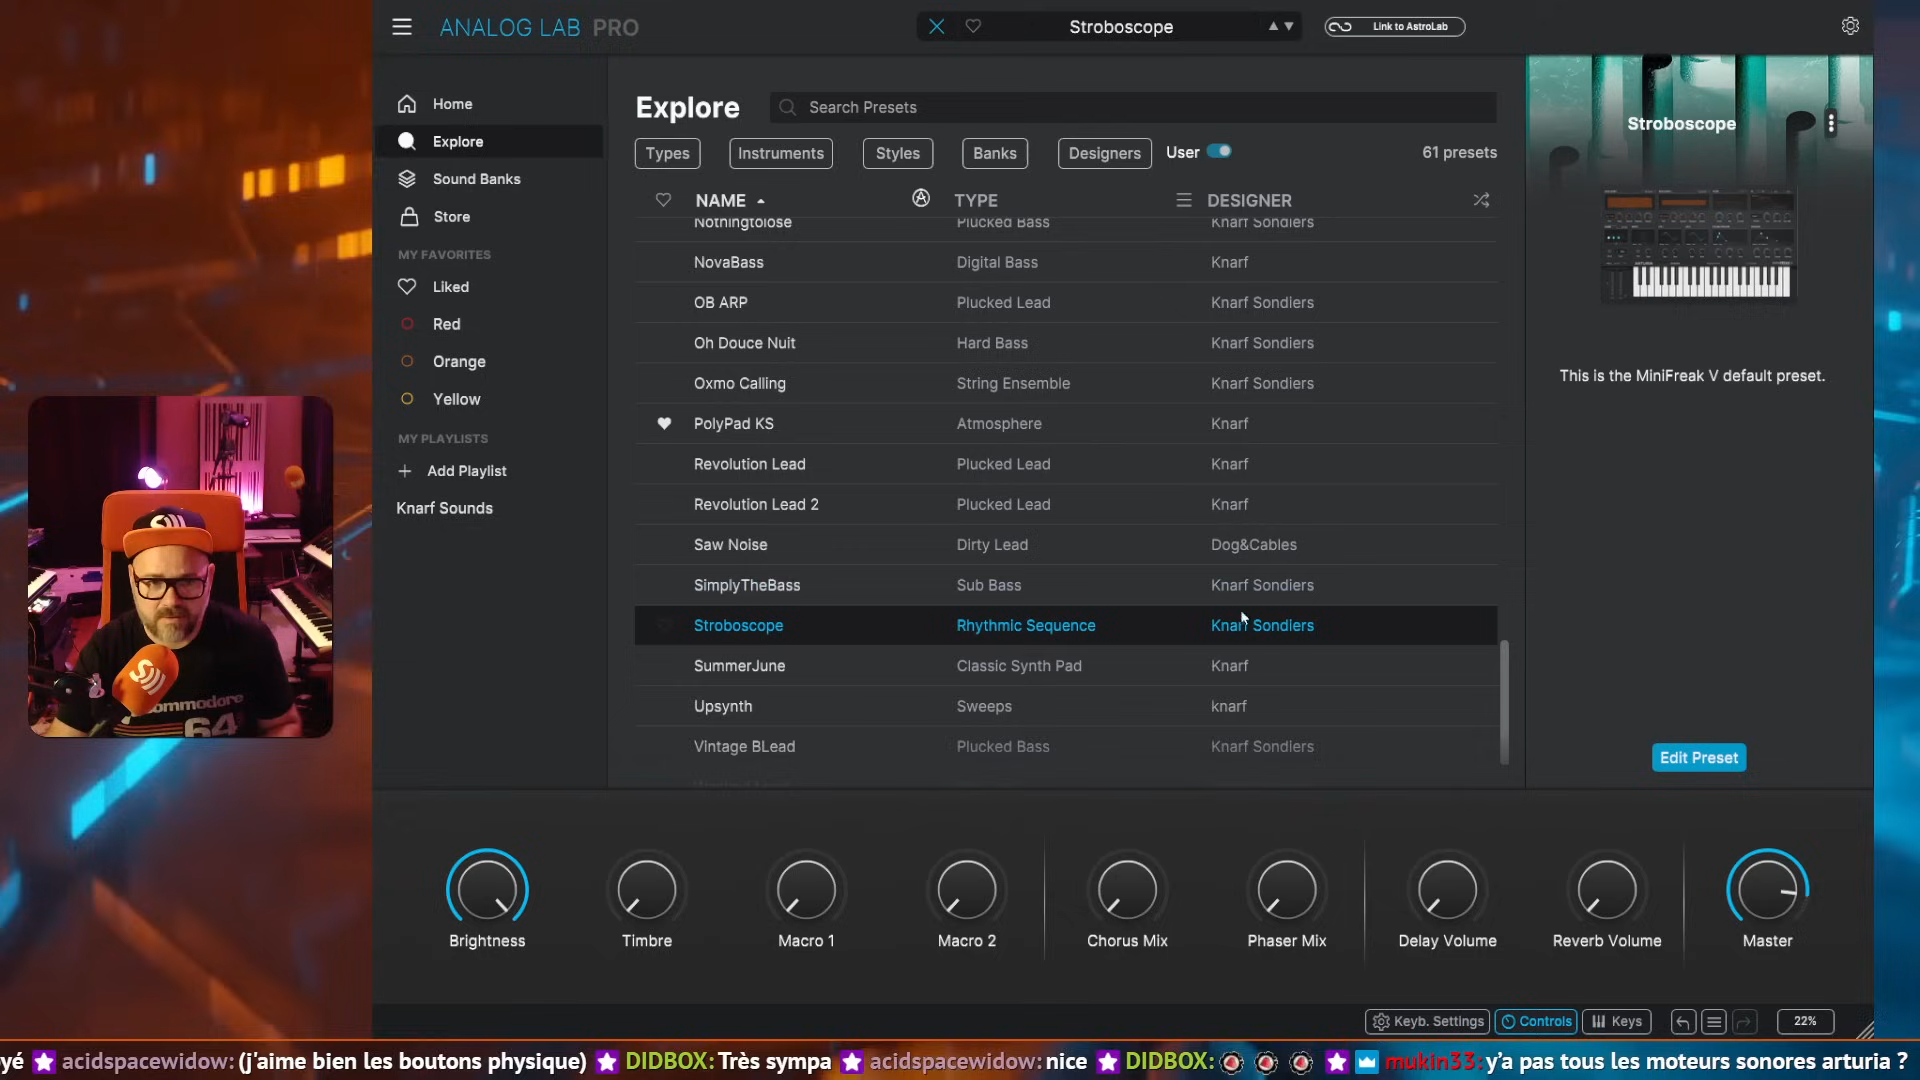 ANALOG LAB PRO
Stroboscope
Link to AstroLab
Home
Explore
Sound Banks
Store
MY FAVORITES
Liked
Red
Orange
Yellow
MY PLAYLISTS
Add Playlist
Knarf Sounds
Explore
Search Presets
Types
Instruments
Styles
Banks
Designers
User
61 presets
NAME TYPE DESIGNER
Nothingtolose Plucked Bass Knarf Sondiers
NovaBass Digital Bass Knarf
OB ARP Plucked Lead Knarf Sondiers
Oh Douce Nuit Hard Bass Knarf Sondiers
Oxmo Calling String Ensemble Knarf Sondiers
PolyPad KS Atmosphere Knarf
Revolution Lead Plucked Lead Knarf
Revolution Lead 2 Plucked Lead Knarf
Saw Noise Dirty Lead Dog&Cables
SimplyTheBass Sub Bass Knarf Sondiers
Stroboscope Rhythmic Sequence Knarf Sondiers
SummerJune Classic Synth Pad Knarf
Upsynth Sweeps knarf
Vintage BLead Plucked Bass Knarf Sondiers
Stroboscope
This is the MiniFreak V default preset.
Edit Preset
Brightness
Timbre
Macro 1
Macro 2
Chorus Mix
Phaser Mix
Delay Volume
Reverb Volume
Master
Keyb. Settings
Controls
Keys
22%
ommodore
64
yé acidspacewidow: (j'aime bien les boutons physique) DIDBOX: Très sympa acidspacewidow: nice DIDBOX: mukin33: y'a pas tous les moteurs sonores arturia ?